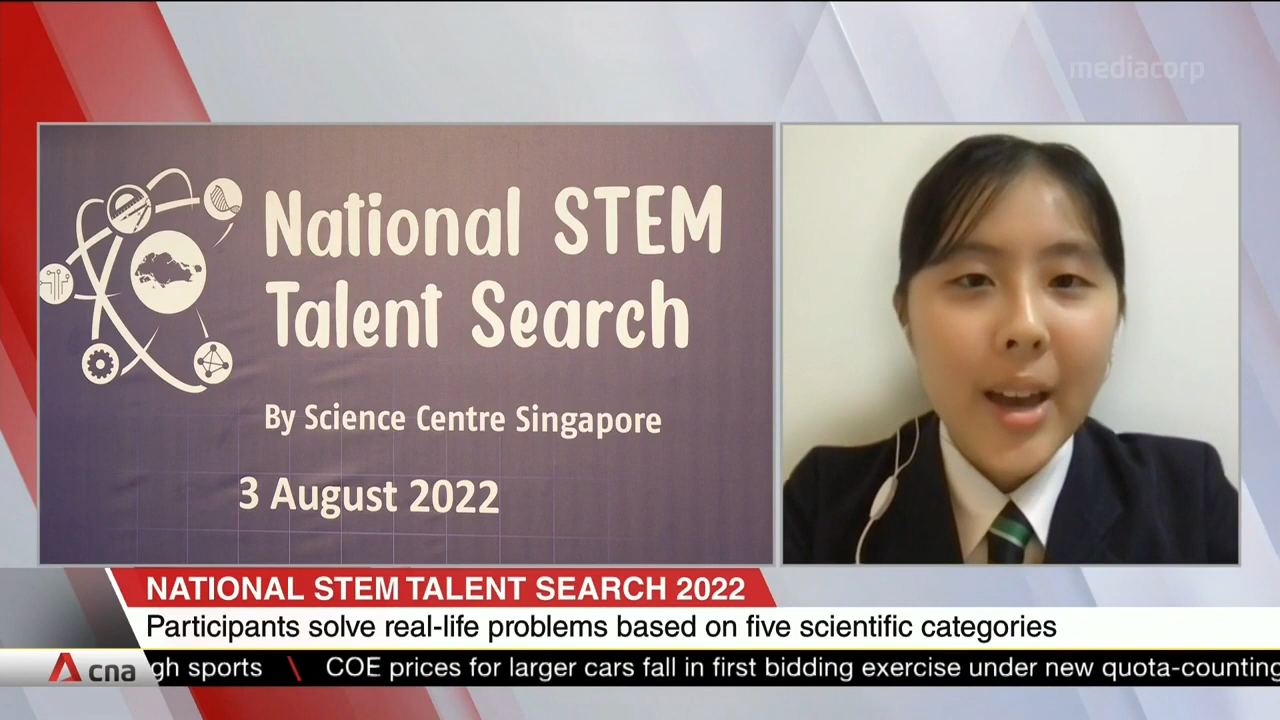 mediacorp
National STEM
Talent Search
By Science Centre Singapore
3 August 2022
NATIONAL STEM TALENT SEARCH 2022
Participants solve real-life problems based on five scientific categories
cna
gh sports \ COE prices for larger cars fall in first bidding exercise under new quota-counting